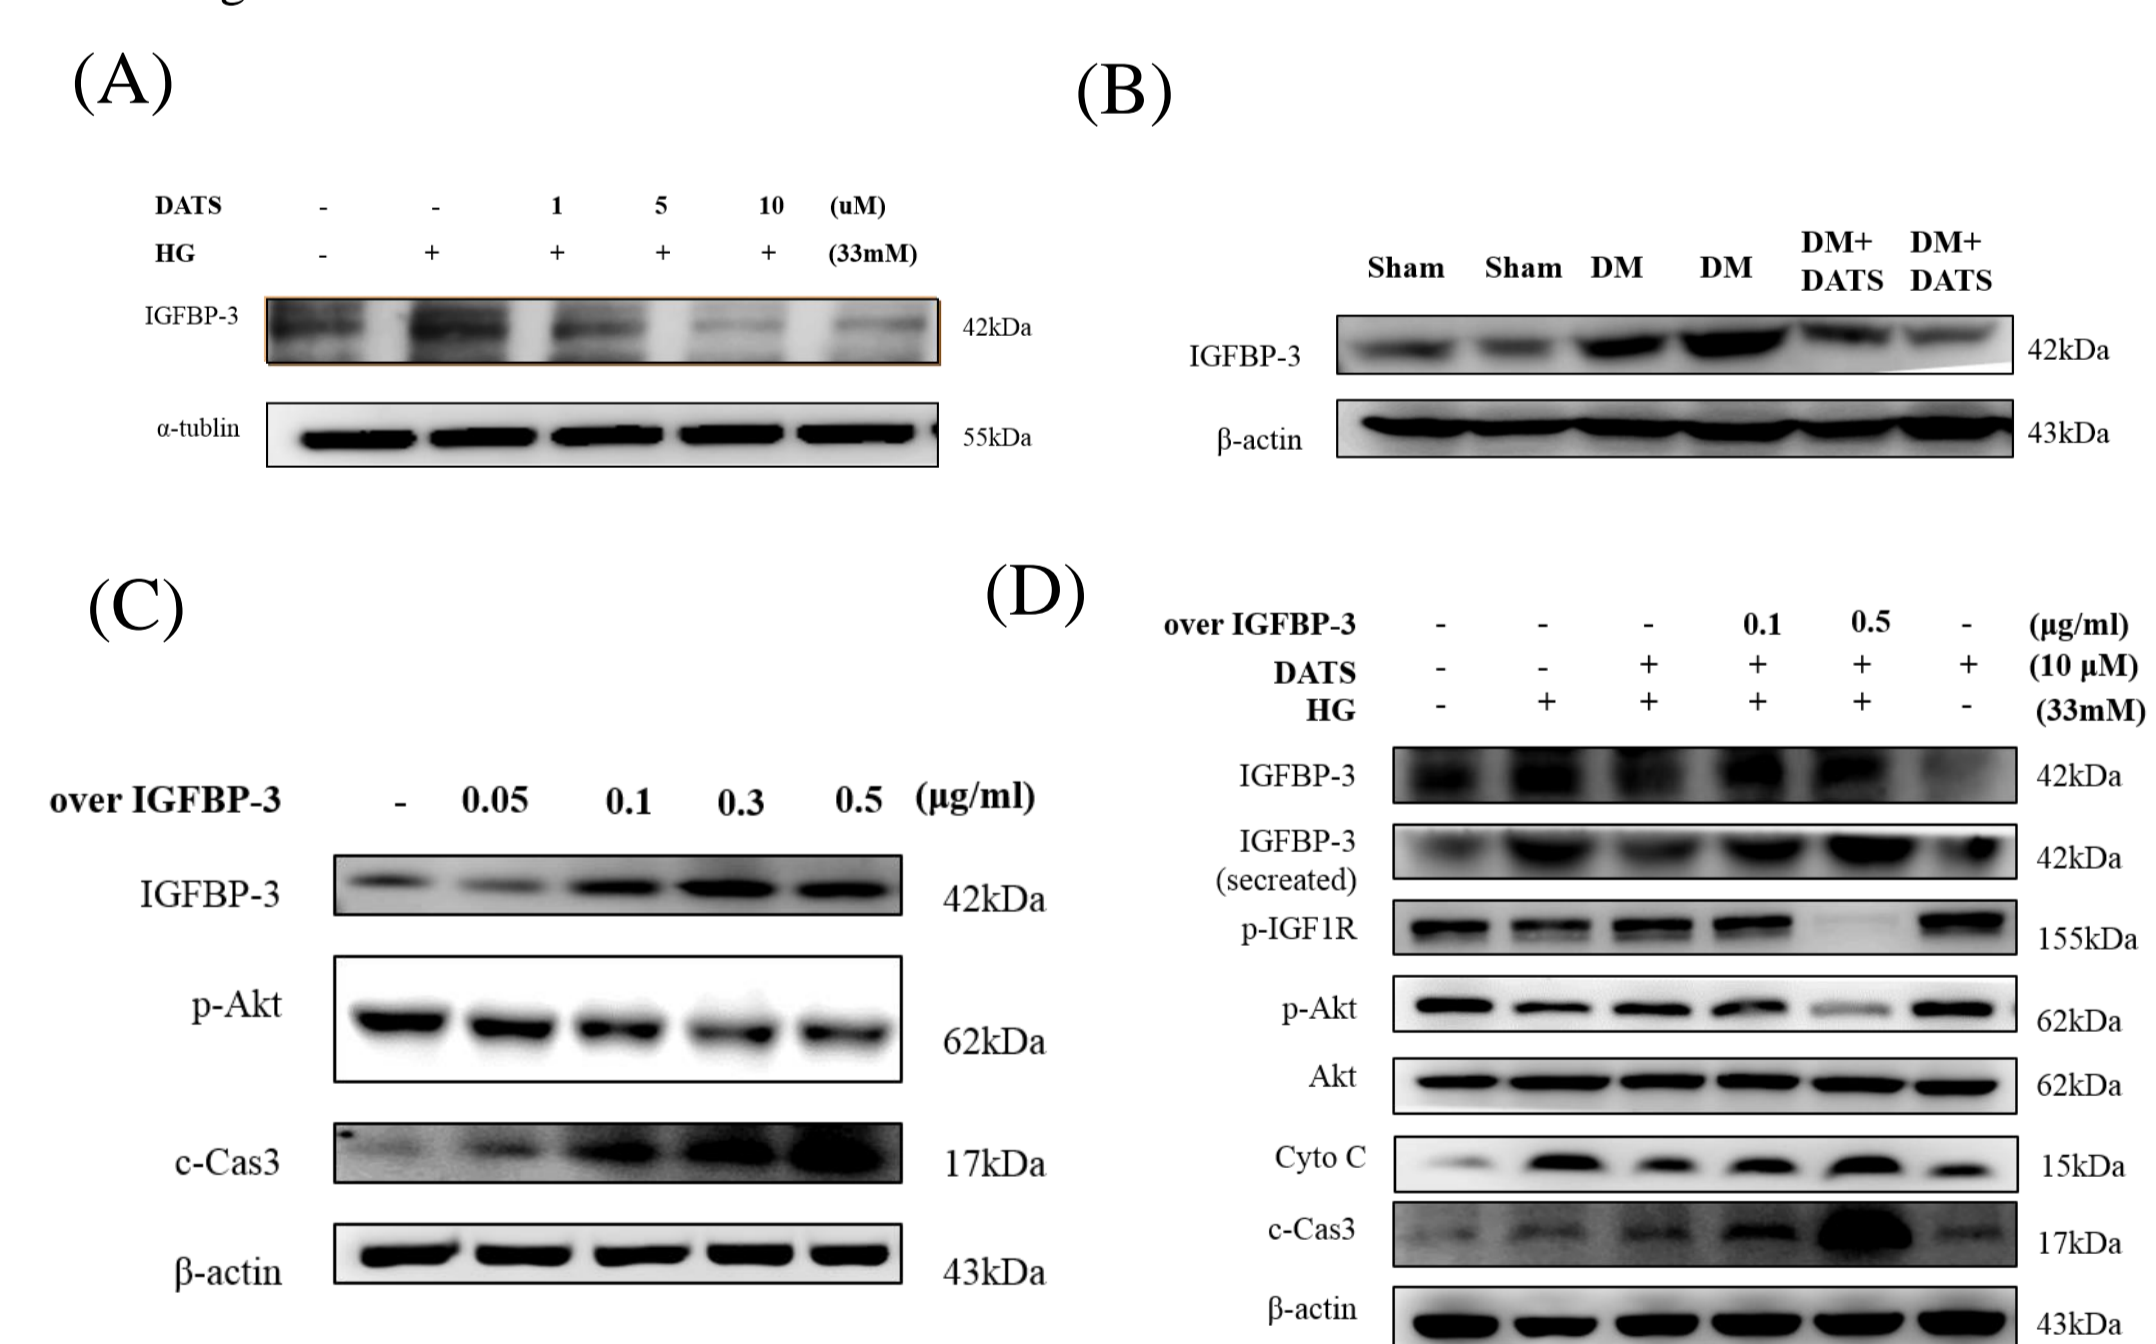 (A)
DATS - - 1 5 10 (uM)
HG - + + + + (33mM)
IGFBP-3 42kDa
α-tublin 55kDa
(B)
Sham Sham DM DM DM+ DATS DM+ DATS
IGFBP-3 42kDa
β-actin 43kDa
(C)
over IGFBP-3 - 0.05 0.1 0.3 0.5 (μg/ml)
IGFBP-3 42kDa
p-Akt 62kDa
c-Cas3 17kDa
β-actin 43kDa
(D)
over IGFBP-3 - - - 0.1 0.5 - (μg/ml)
DATS - - + + + + (10 μM)
HG - + + + + - (33mM)
IGFBP-3 42kDa
IGFBP-3
(secreated) 42kDa
p-IGF1R 155kDa
p-Akt 62kDa
Akt 62kDa
Cyto C 15kDa
c-Cas3 17kDa
β-actin 43kDa